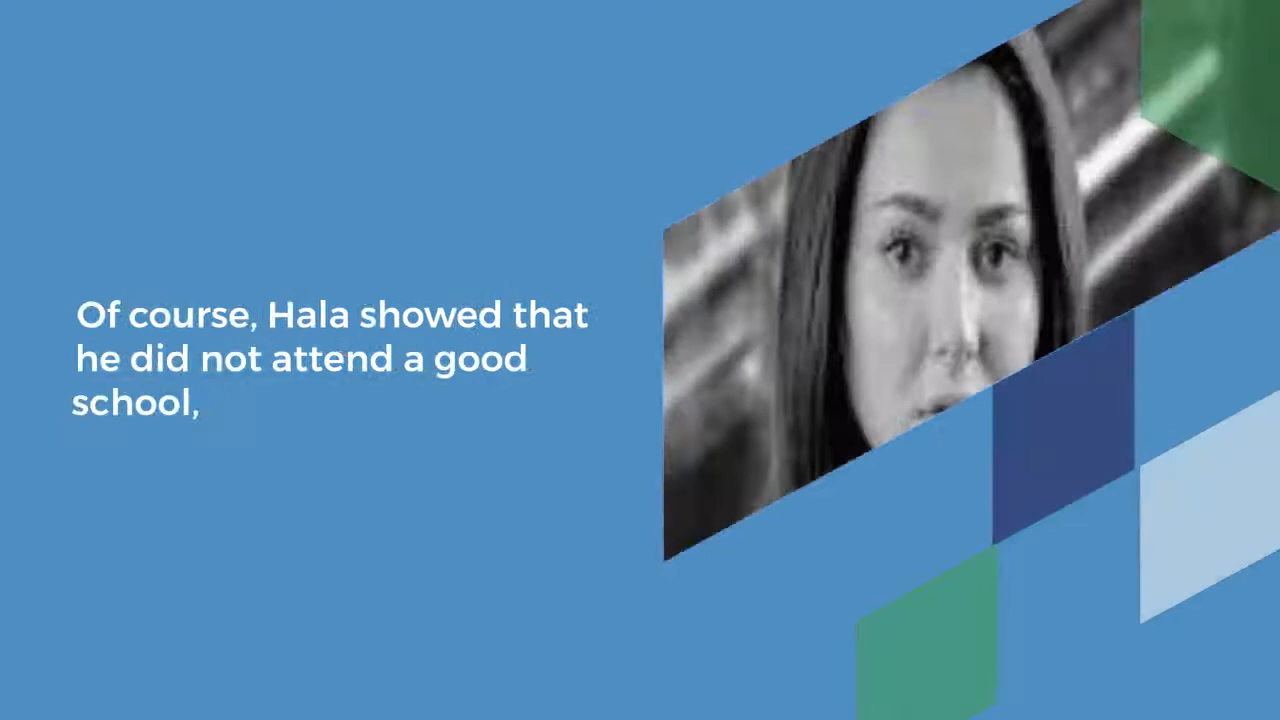 Of course, Hala showed that
he did not attend a good
school,